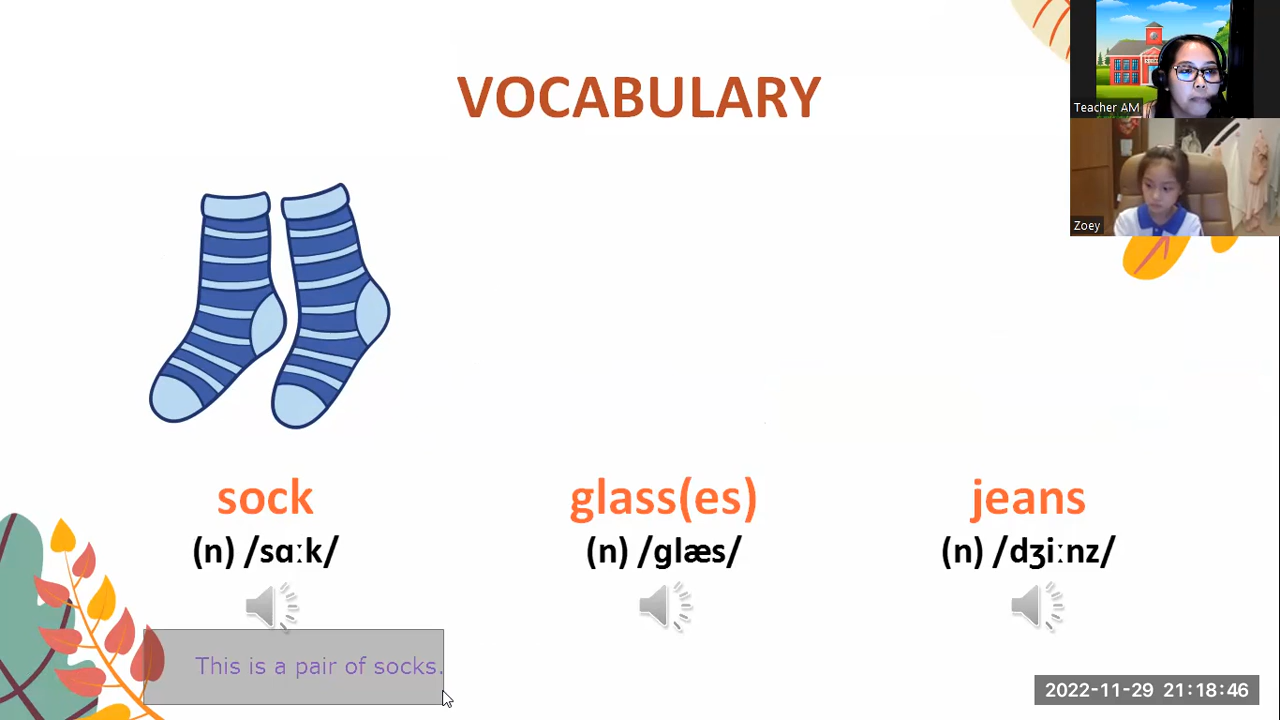 VOCABULARY
Teacher AM
Zoey
sock
(n) /sɑːk/
glass(es)
(n) /glæs/
jeans
(n) /dʒiːnz/
This is a pair of socks.
2022-11-29 21:18:46